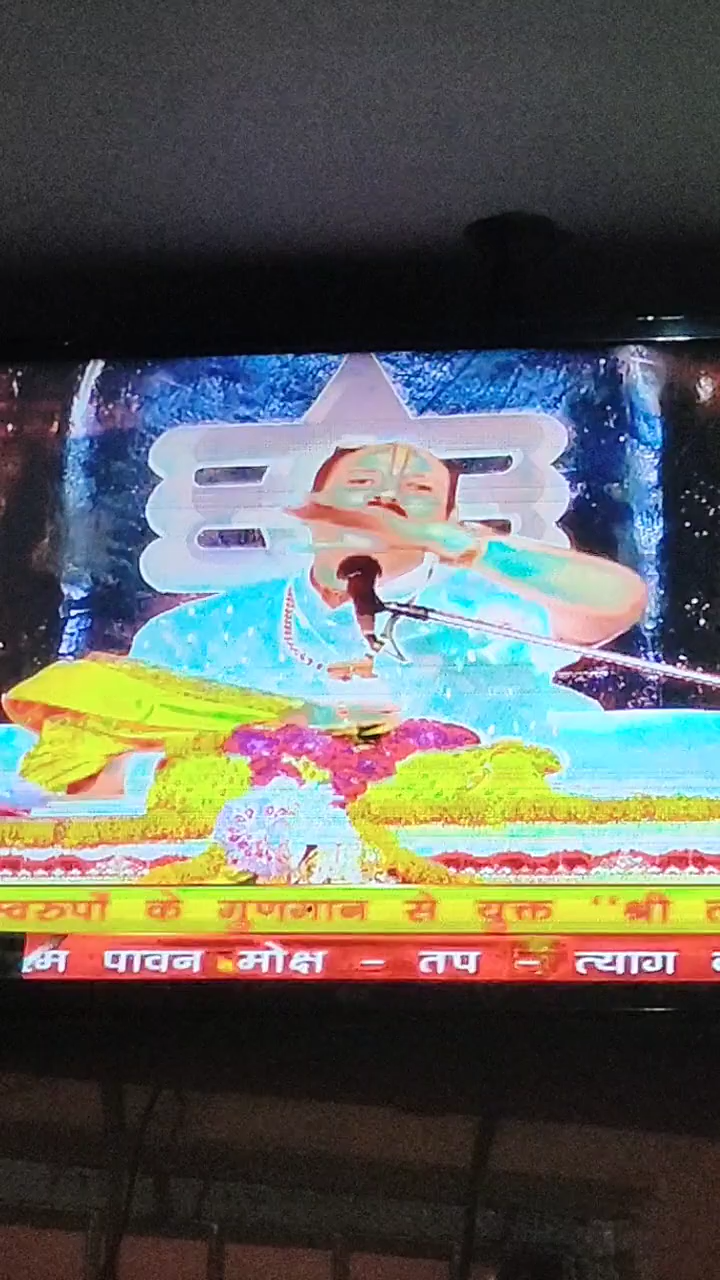 स्वरुपों के गुणगान से युक्त "श्री
पावन मोक्ष - तप - त्याग